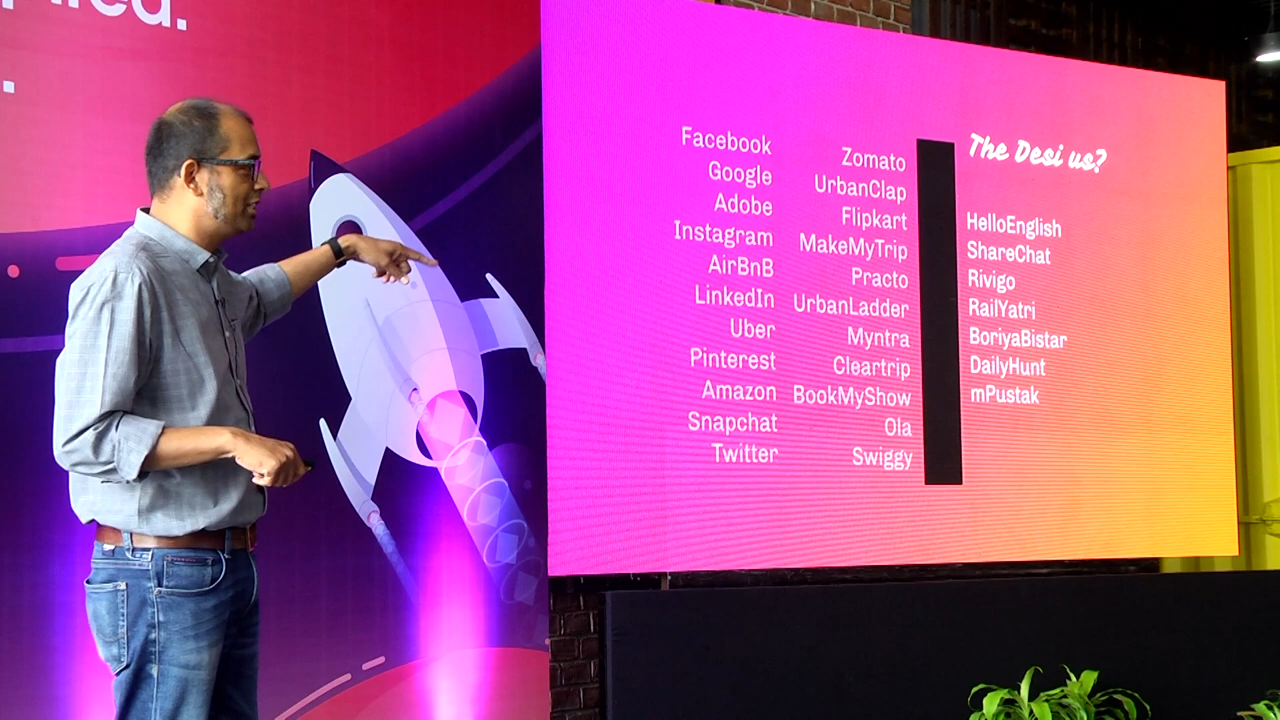 Facebook
Google
Adobe
Instagram
AirBnB
LinkedIn
Uber
Pinterest
Amazon
Snapchat
Twitter
Zomato
UrbanClap
Flipkart
MakeMyTrip
Practo
UrbanLadder
Myntra
Cleartrip
BookMyShow
Ola
Swiggy
The Desi us?
HelloEnglish
ShareChat
Rivigo
RailYatri
BoriyaBistar
DailyHunt
mPustak